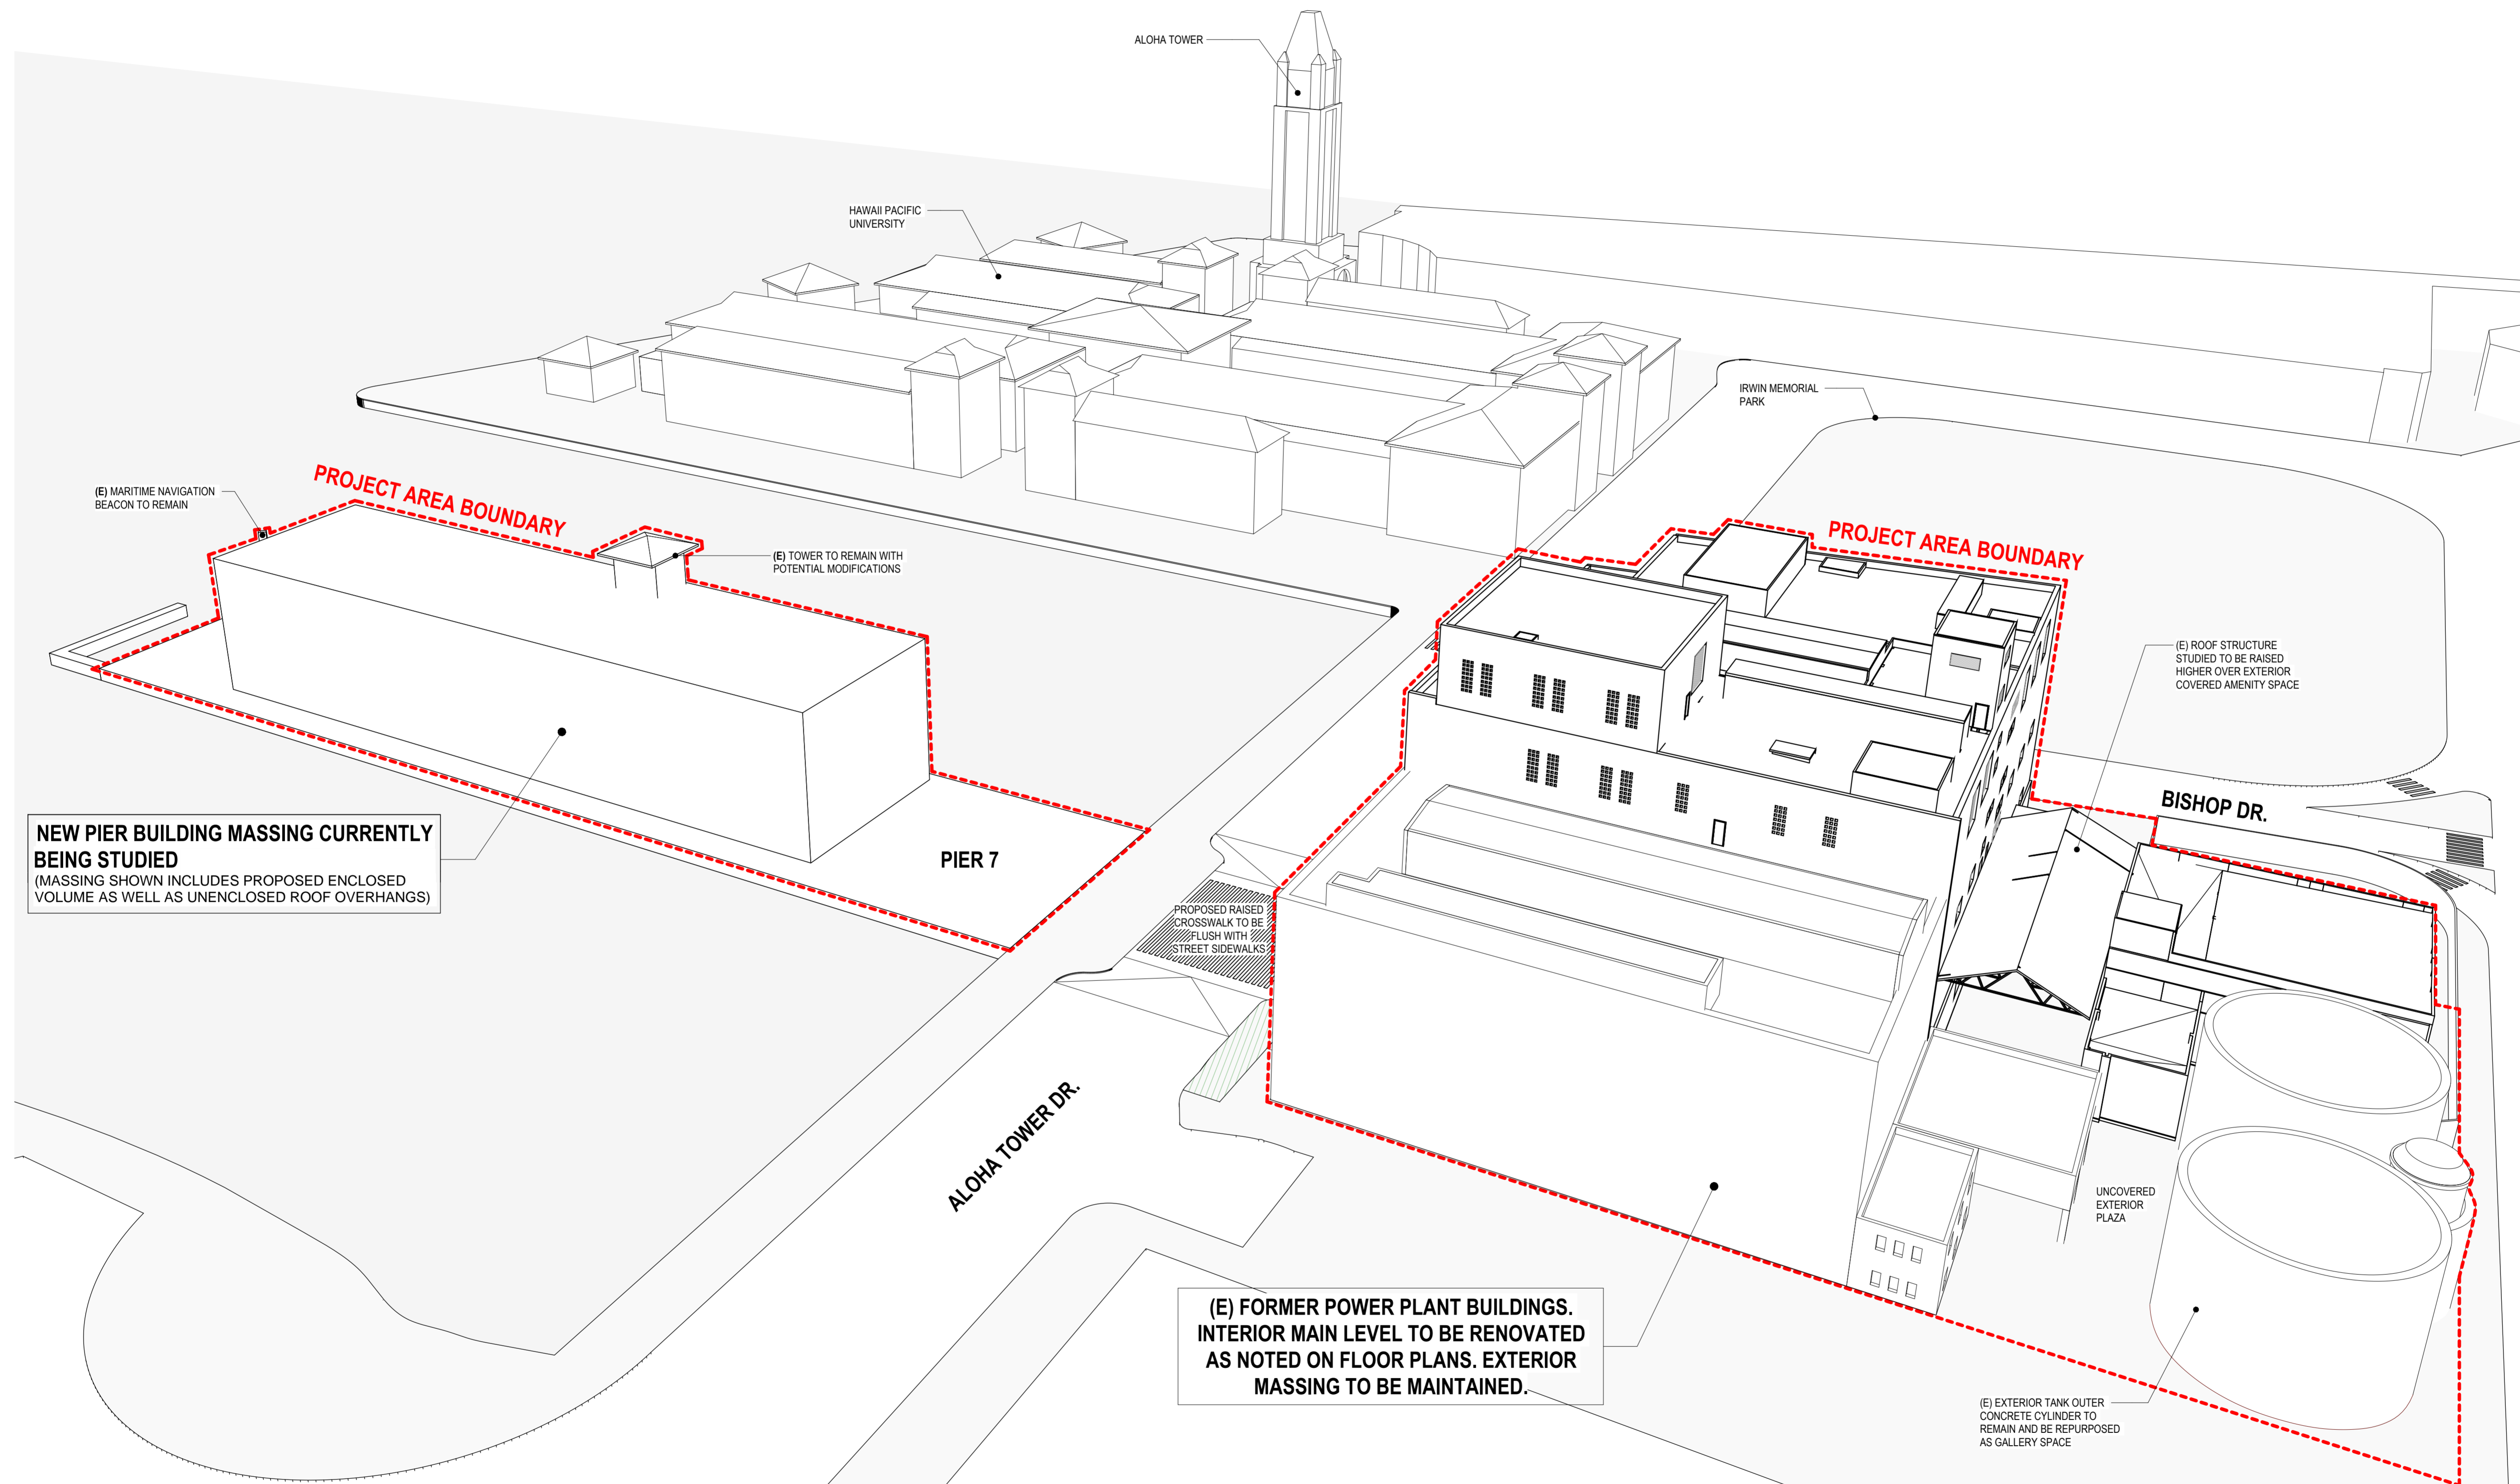 ALOHA TOWER
HAWAII PACIFIC
UNIVERSITY
IRWIN MEMORIAL
PARK
(E) MARITIME NAVIGATION
BEACON TO REMAIN
PROJECT AREA BOUNDARY
(E) TOWER TO REMAIN WITH
POTENTIAL MODIFICATIONS
PROJECT AREA BOUNDARY
(E) ROOF STRUCTURE
STUDIED TO BE RAISED
HIGHER OVER EXTERIOR
COVERED AMENITY SPACE
BISHOP DR.
NEW PIER BUILDING MASSING CURRENTLY
BEING STUDIED
(MASSING SHOWN INCLUDES PROPOSED ENCLOSED
VOLUME AS WELL AS UNENCLOSED ROOF OVERHANGS)
PIER 7
PROPOSED RAISED
CROSSWALK TO BE
FLUSH WITH
STREET SIDEWALKS
ALOHA TOWER DR.
UNCOVERED
EXTERIOR
PLAZA
(E) FORMER POWER PLANT BUILDINGS.
INTERIOR MAIN LEVEL TO BE RENOVATED
AS NOTED ON FLOOR PLANS. EXTERIOR
MASSING TO BE MAINTAINED.
(E) EXTERIOR TANK OUTER
CONCRETE CYLINDER TO
REMAIN AND BE REPURPOSED
AS GALLERY SPACE